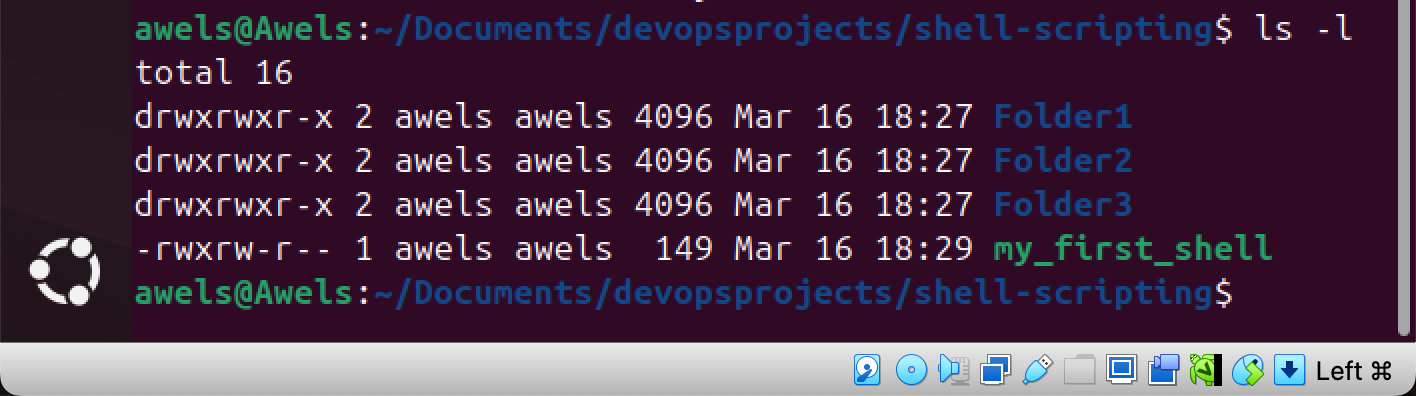 awels@Awels:~/Documents/devopsprojects/shell-scripting$ ls -l
total 16
drwxrwxr-x 2 awels awels 4096 Mar 16 18:27 Folder1
drwxrwxr-x 2 awels awels 4096 Mar 16 18:27 Folder2
drwxrwxr-x 2 awels awels 4096 Mar 16 18:27 Folder3
-rwxrw-r-- 1 awels awels  149 Mar 16 18:29 my_first_shell
awels@Awels:~/Documents/devopsprojects/shell-scripting$
Left ⌘